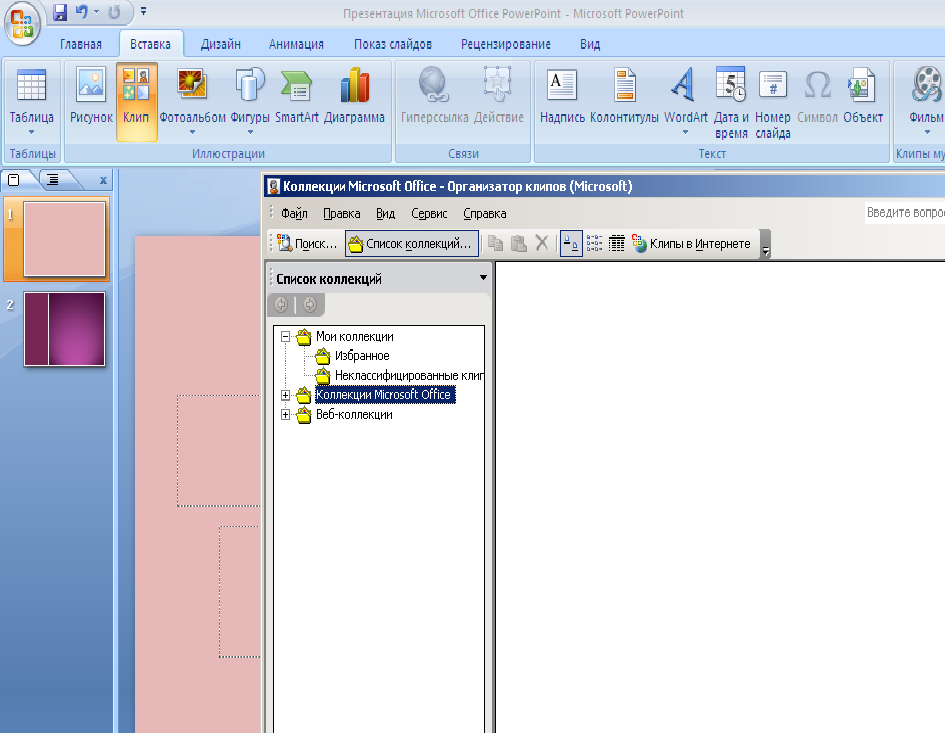 Презентация Microsoft Office PowerPoint - Microsoft PowerPoint
Главная Вставка Дизайн Анимация Показ слайдов Рецензирование Вид
Таблица Рисунок Клип Фотоальбом Фигуры SmartArt Диаграмма Гиперссылка Действие Надпись Колонтитулы WordArt Дата и время Номер слайда Символ Объект Фильм
Таблицы Иллюстрации Связи Текст Клипы му
1
2
Коллекции Microsoft Office - Организатор клипов (Microsoft)
Файл Правка Вид Сервис Справка Введите вопро
Поиск... Список коллекций... Клипы в Интернете
Список коллекций
Мои коллекции
Избранное
Неклассифицированные клип
Коллекции Microsoft Office
Веб-коллекции